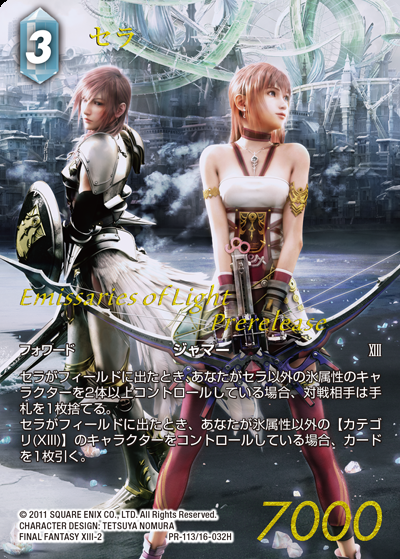 3
セラ
Emissaries of Light
Prerelease
フォワード ジャマー XIII
セラがフィールドに出たとき、あなたがセラ以外の氷属性のキャ
ラクターを2体以上コントロールしている場合、対戦相手は手
札を1枚捨てる。
セラがフィールドに出たとき、あなたが氷属性以外の【カテゴ
リ(XIII)】のキャラクターをコントロールしている場合、カード
を1枚引く。
© 2011 SQUARE ENIX CO., LTD. All Rights Reserved.
CHARACTER DESIGN: TETSUYA NOMURA
FINAL FANTASY XIII-2 PR-113/16-032H
7000